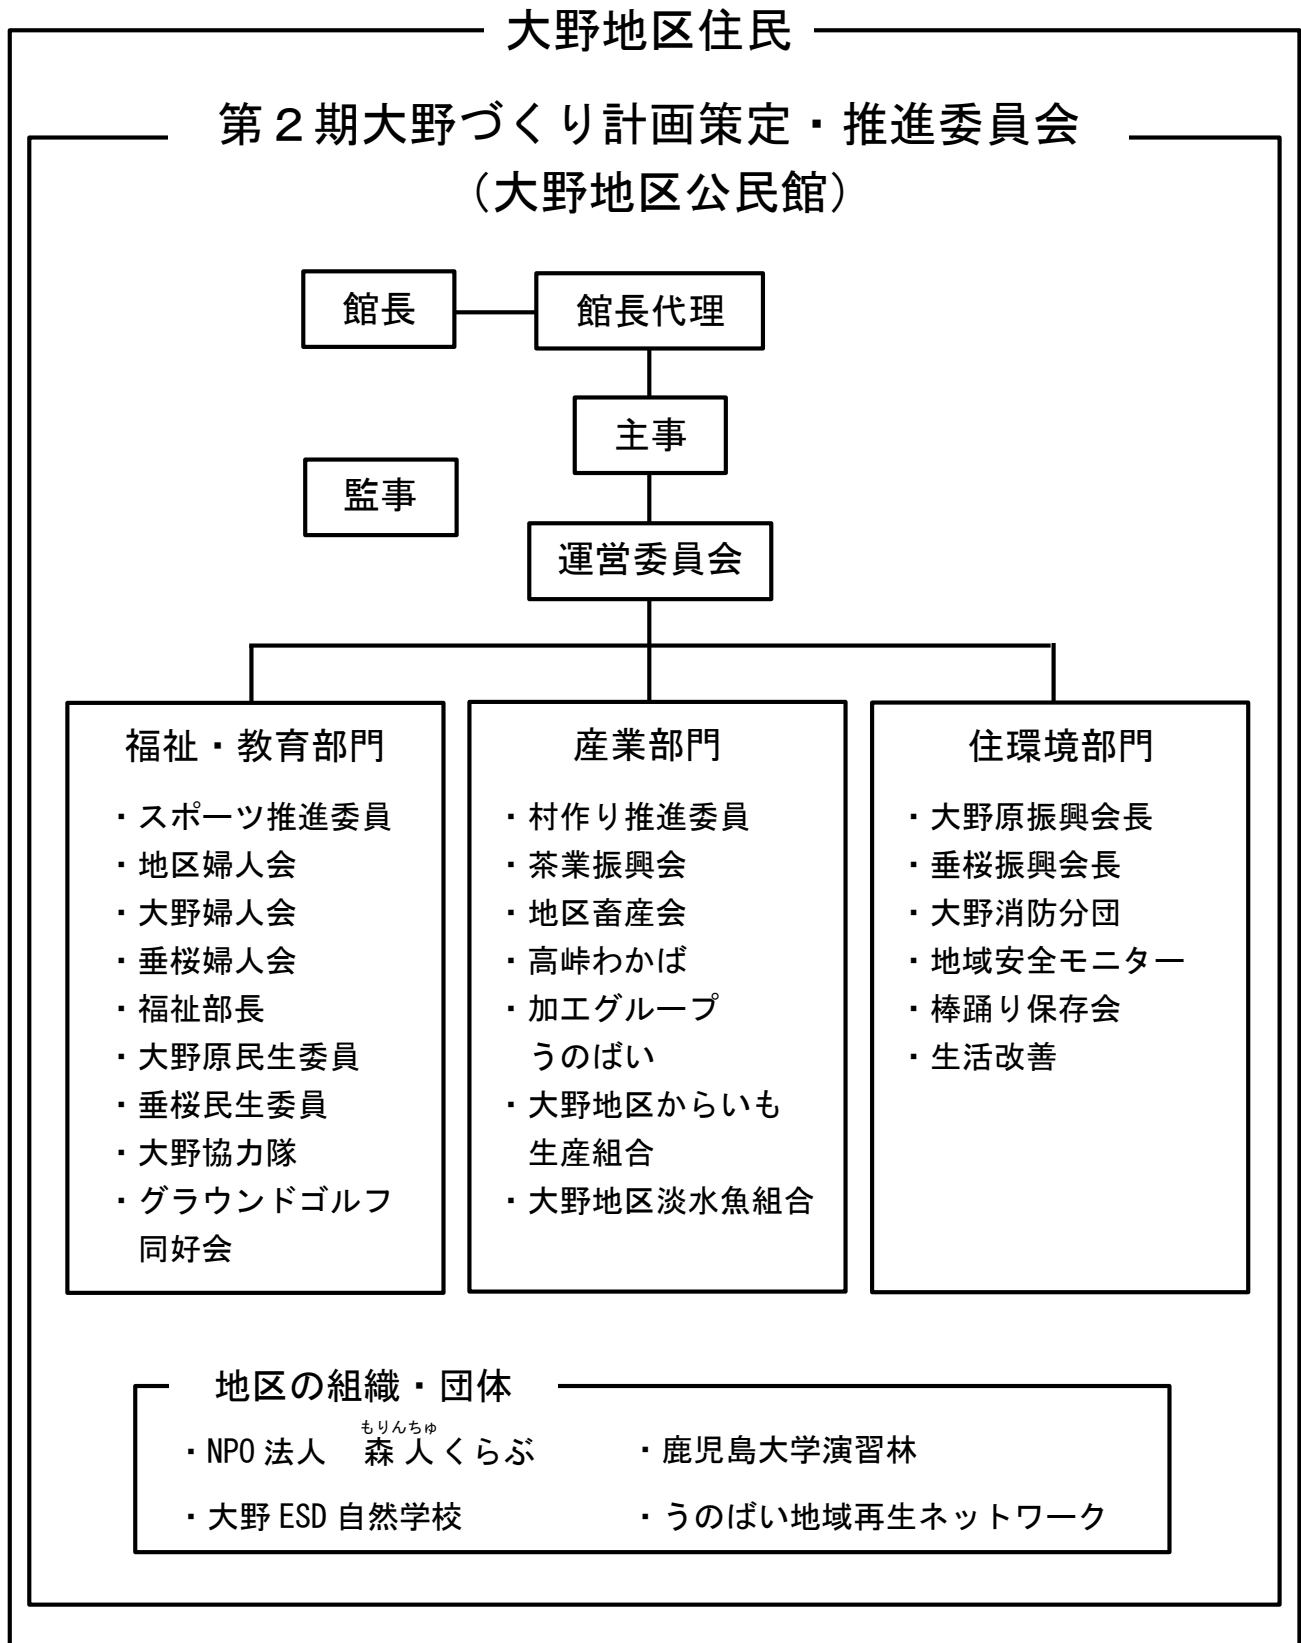 大野地区住民
第２期大野づくり計画策定・推進委員会
（大野地区公民館）
館長
館長代理
主事
監事
運営委員会
福祉・教育部門
・スポーツ推進委員
・地区婦人会
・大野婦人会
・垂桜婦人会
・福祉部長
・大野原民生委員
・垂桜民生委員
・大野協力隊
・グラウンドゴルフ
同好会
産業部門
・村作り推進委員
・茶業振興会
・地区畜産会
・高峠わかば
・加工グループ
うのばい
・大野地区からいも
生産組合
・大野地区淡水魚組合
住環境部門
・大野原振興会長
・垂桜振興会長
・大野消防分団
・地域安全モニター
・棒踊り保存会
・生活改善
地区の組織・団体
もりんちゅ
・NPO法人　森人くらぶ
・鹿児島大学演習林
・大野ESD自然学校
・うのばい地域再生ネットワーク